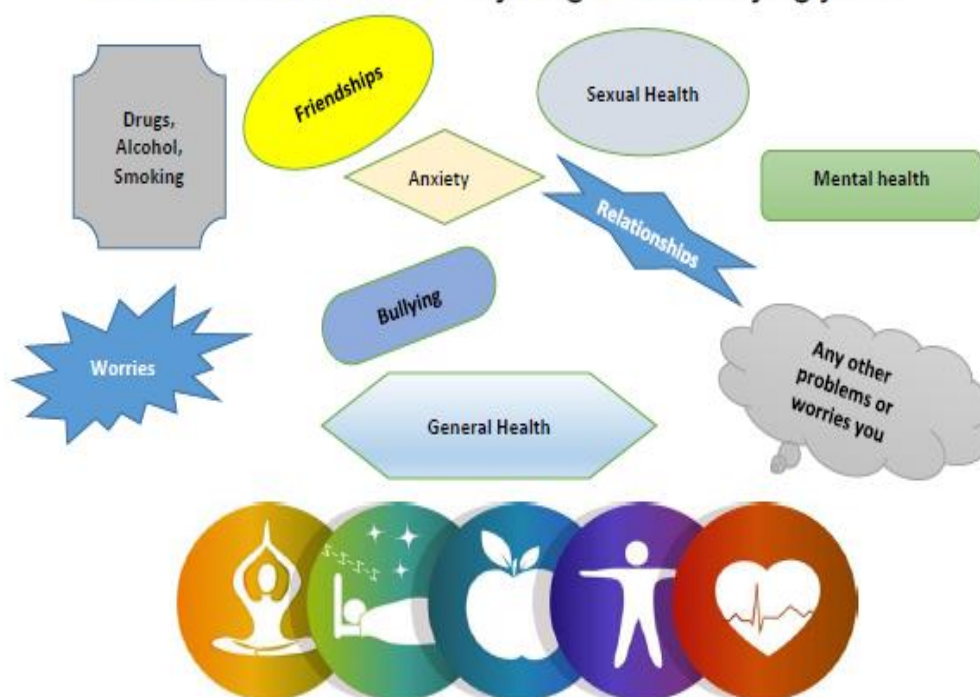 Friendships
Sexual Health
Drugs,
Alcohol,
Smoking
Anxiety
Mental health
Relationships
Bullying
Worries
Any other
problems or
worries you
General Health